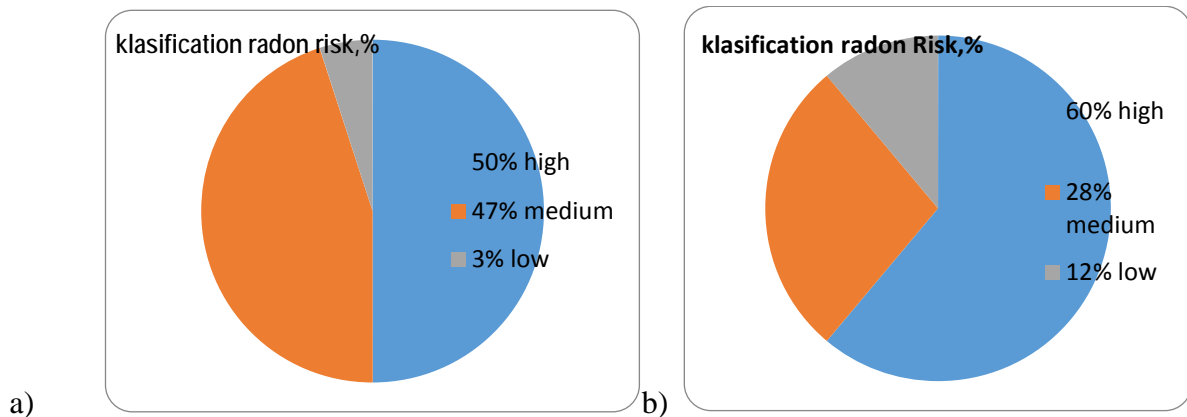 klasification radon risk,%
50% high
47% medium
3% low
a)
klasification radon Risk,%
60% high
28%
medium
12% low
b)